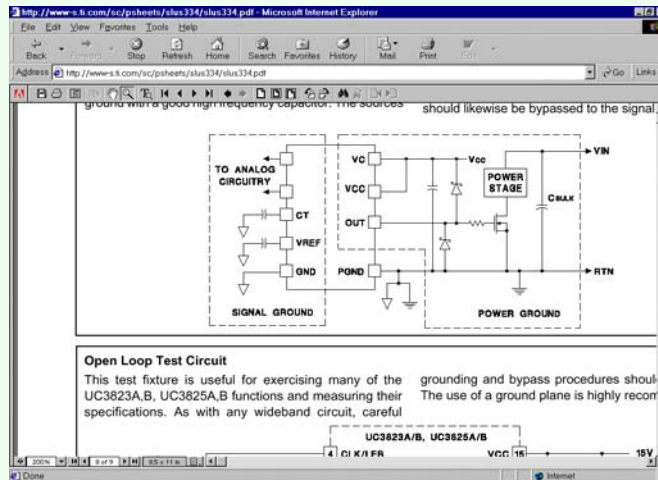 http://www-s.ti.com/sc/psheets/slus334/slus334.pdf - Microsoft Internet Explorer
File Edit View Favorites Tools Help
Back Forward Stop Refresh Home Search Favorites History Mail Print Edit
Address http://www-s.ti.com/sc/psheets/slus334/slus334.pdf Go Links
ground with a good high frequency capacitor. The sources
should likewise be bypassed to the signal,
TO ANALOG
CIRCUITRY
CT
VREF
GND
SIGNAL GROUND
VC
VCC
OUT
PGND
Vcc
POWER
STAGE
CBULK
VIN
RTN
POWER GROUND
Open Loop Test Circuit
This test fixture is useful for exercising many of the
UC3823A,B, UC3825A,B functions and measuring their
specifications. As with any wideband circuit, careful
grounding and bypass procedures shoul
The use of a ground plane is highly recom
UC3823A/B, UC3825A/B
4 CLK/LEB
VCC 15
15V
200% 8 of 9 8.5 x 11 in
Done Internet